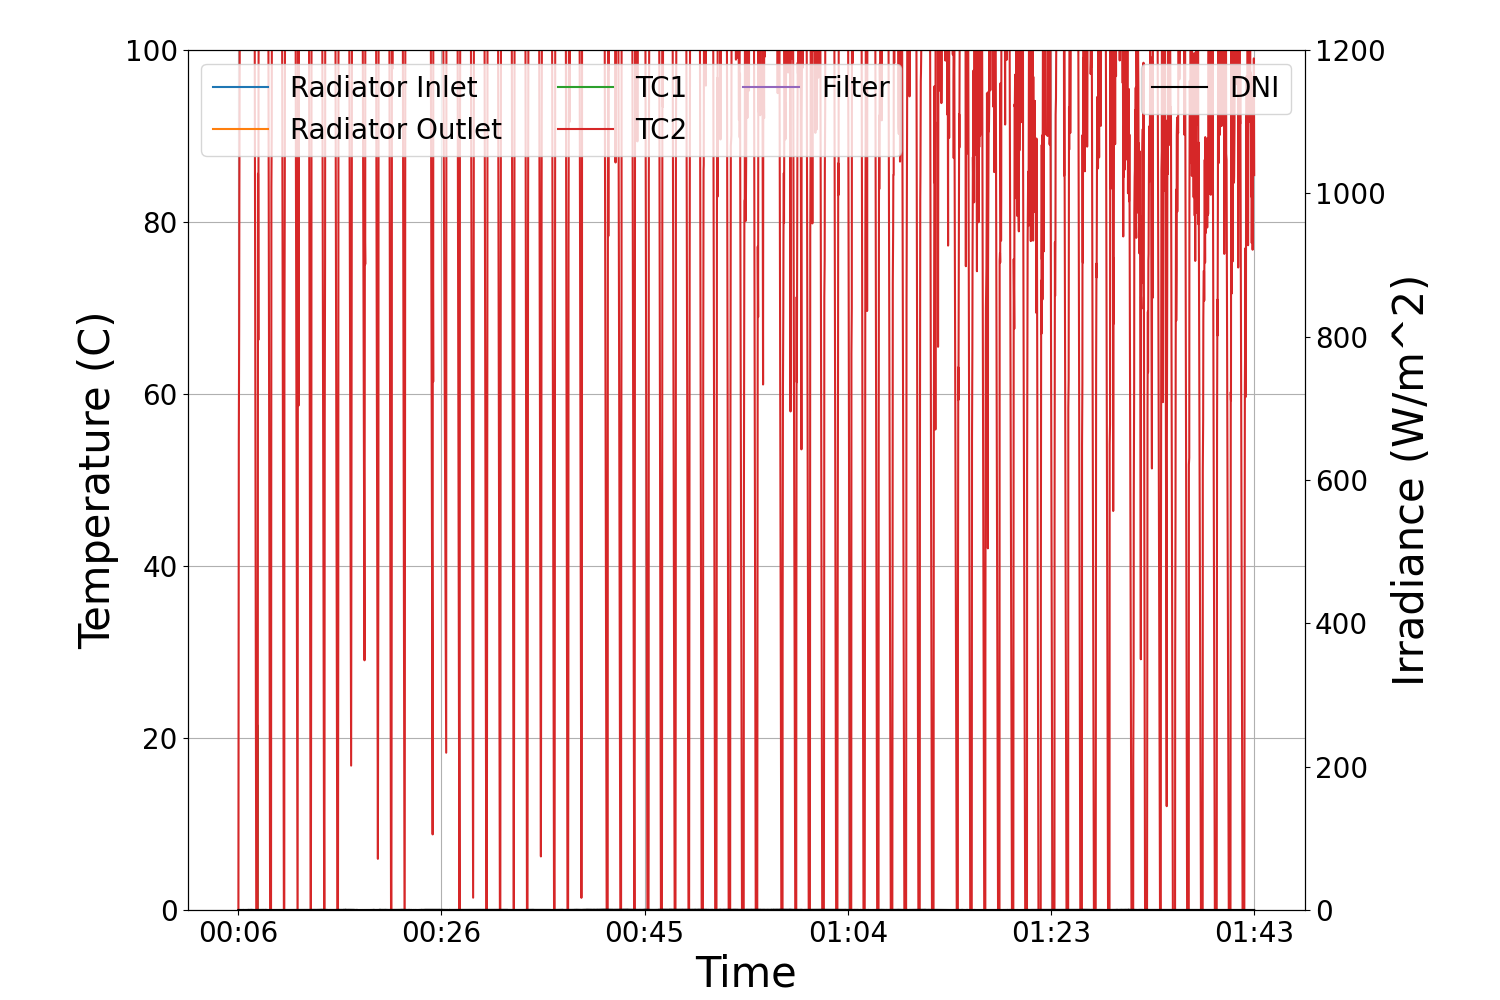 100
80
60
40
20
0
Temperature (C)
Radiator Inlet
Radiator Outlet
TC1
TC2
Filter
DNI
1200
1000
800
600
400
200
0
Irradiance (W/m^2)
00:06
00:26
00:45
01:04
01:23
01:43
Time